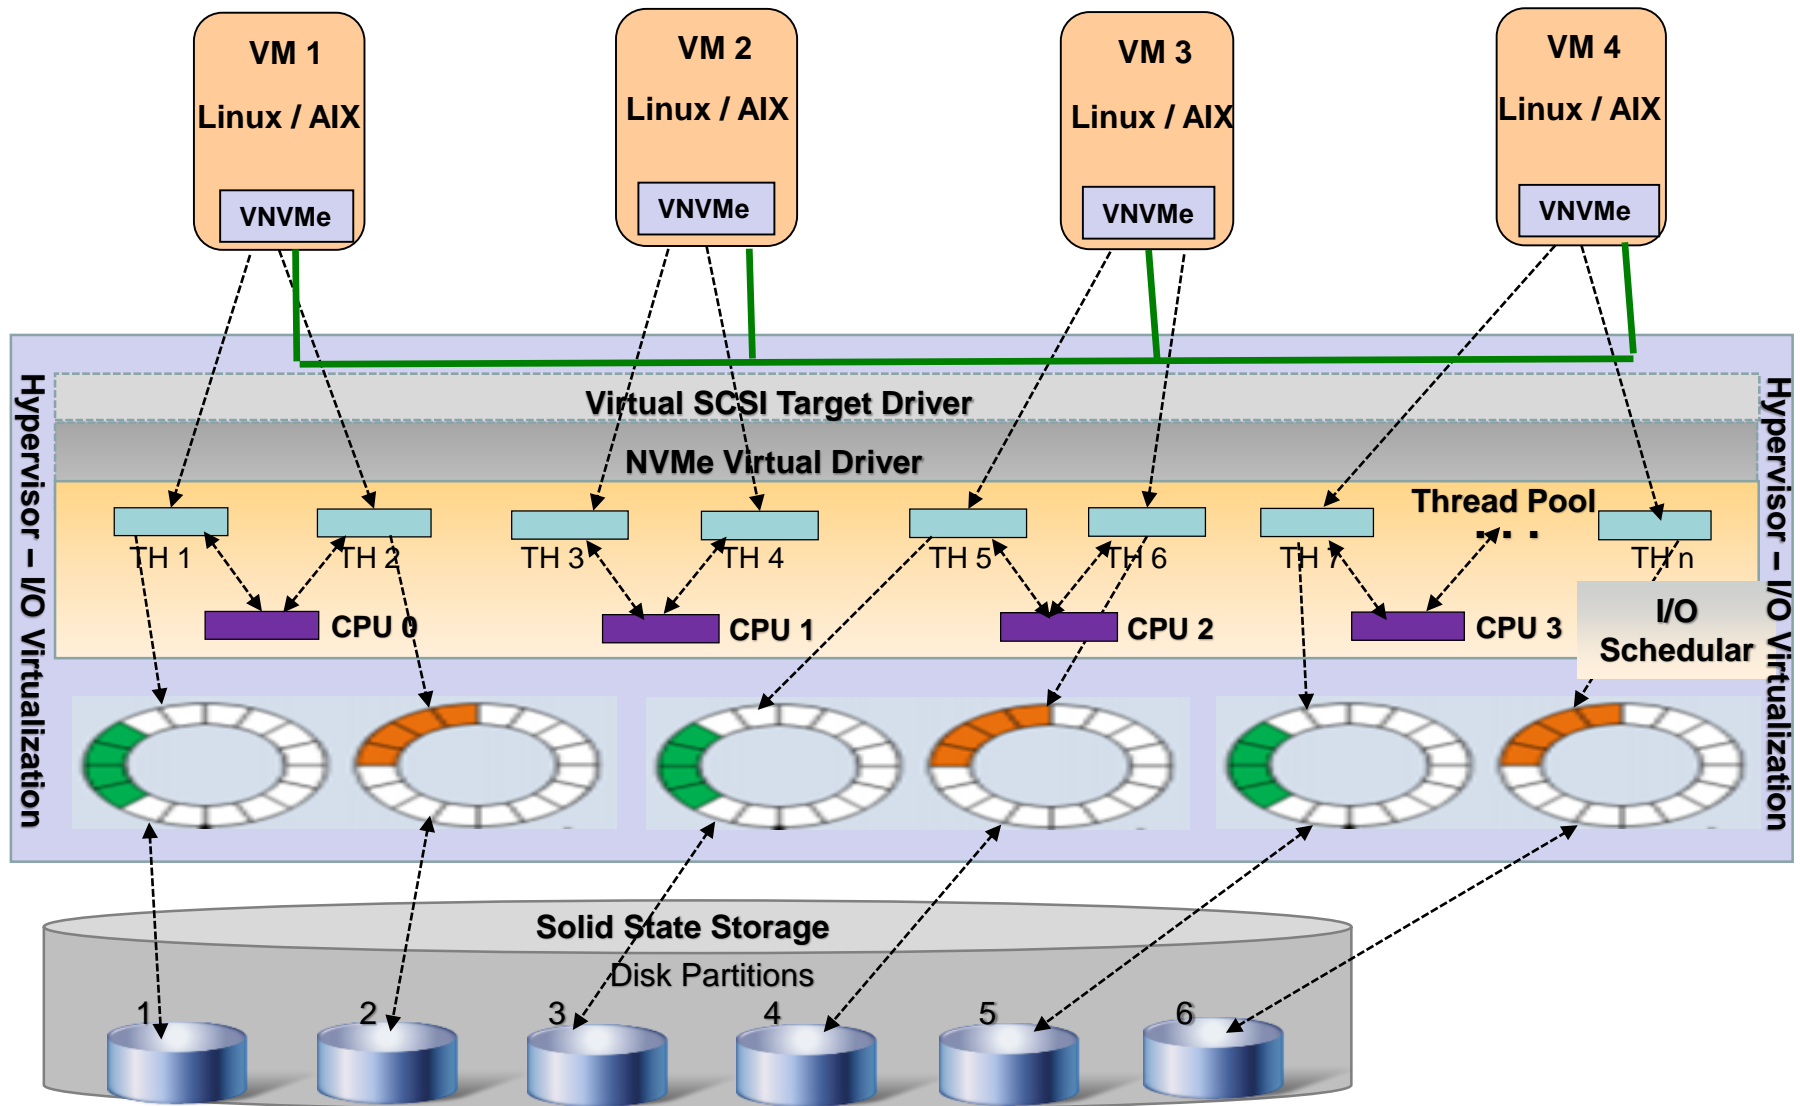 VM 1
Linux / AIX
VNVMe
VM 2
Linux / AIX
VNVMe
VM 3
Linux / AIX
VNVMe
VM 4
Linux / AIX
VNVMe
Hypervisor – I/O Virtualization
Hypervisor – I/O Virtualization
Virtual SCSI Target Driver
NVMe Virtual Driver
Thread Pool
. . .
TH 1
TH 2
TH 3
TH 4
TH 5
TH 6
TH 7
TH n
CPU 0
CPU 1
CPU 2
CPU 3
I/O
Schedular
Solid State Storage
Disk Partitions
1
2
3
4
5
6